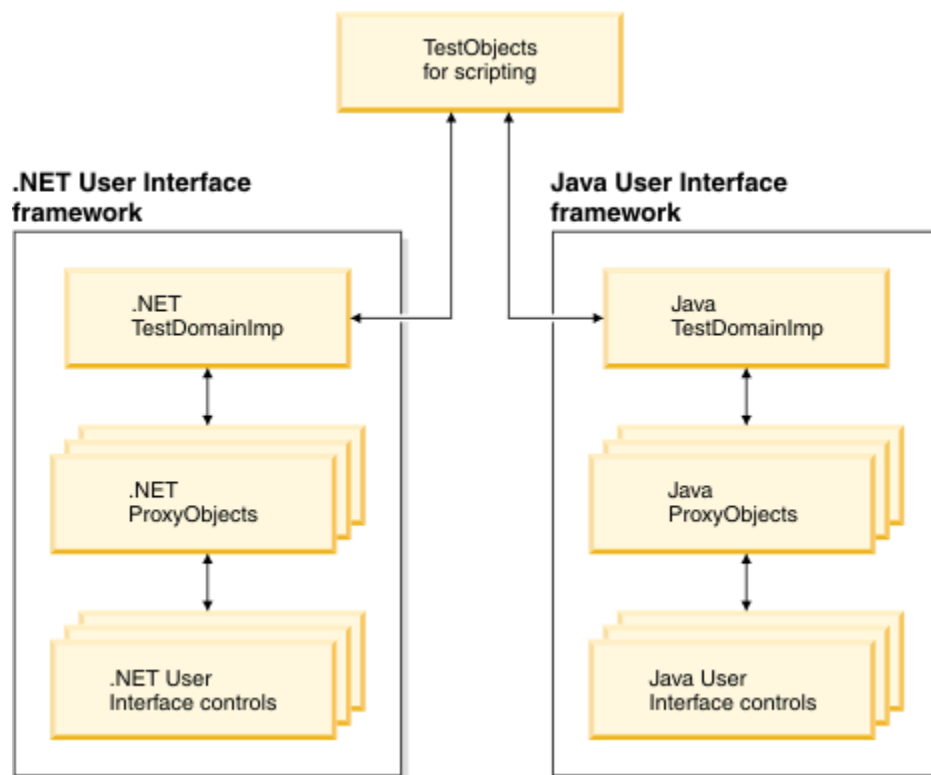 TestObjects
for scripting
.NET User Interface
framework
.NET
TestDomainImp
.NET
ProxyObjects
.NET User
Interface controls
Java User Interface
framework
Java
TestDomainImp
Java
ProxyObjects
Java User
Interface controls